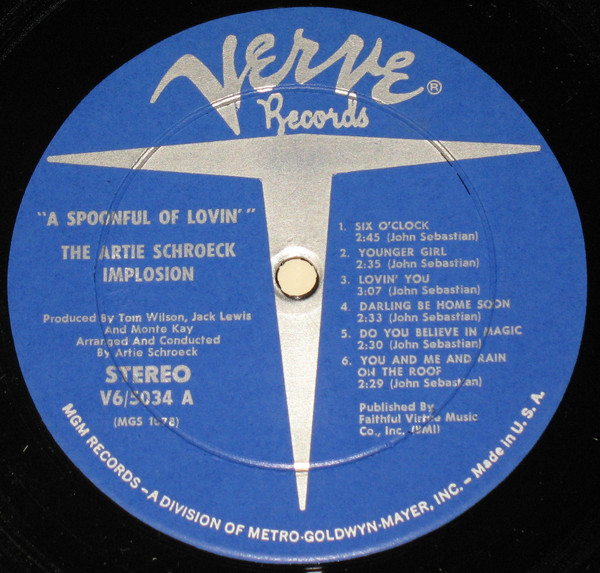 VERVE®
Records
"A SPOONFUL OF LOVIN'"
THE ARTIE SCHROECK
IMPLOSION
Produced By Tom Wilson, Jack Lewis
And Monte Kay
Arranged And Conducted
By Artie Schroeck
STEREO
V6/5034 A
(MGS 1078)
1. SIX O'CLOCK
2:45 (John Sebastian)
2. YOUNGER GIRL
2:35 (John Sebastian)
3. LOVIN' YOU
3:07 (John Sebastian)
4. DARLING BE HOME SOON
2:33 (John Sebastian)
5. DO YOU BELIEVE IN MAGIC
2:30 (John Sebastian)
6. YOU AND ME AND RAIN
ON THE ROOF
2:29 (John Sebastian)
Published By
Faithful Virtue Music
Co., Inc. (BMI)
MGM RECORDS – A DIVISION OF METRO-GOLDWYN-MAYER, INC. – Made in U. S. A.